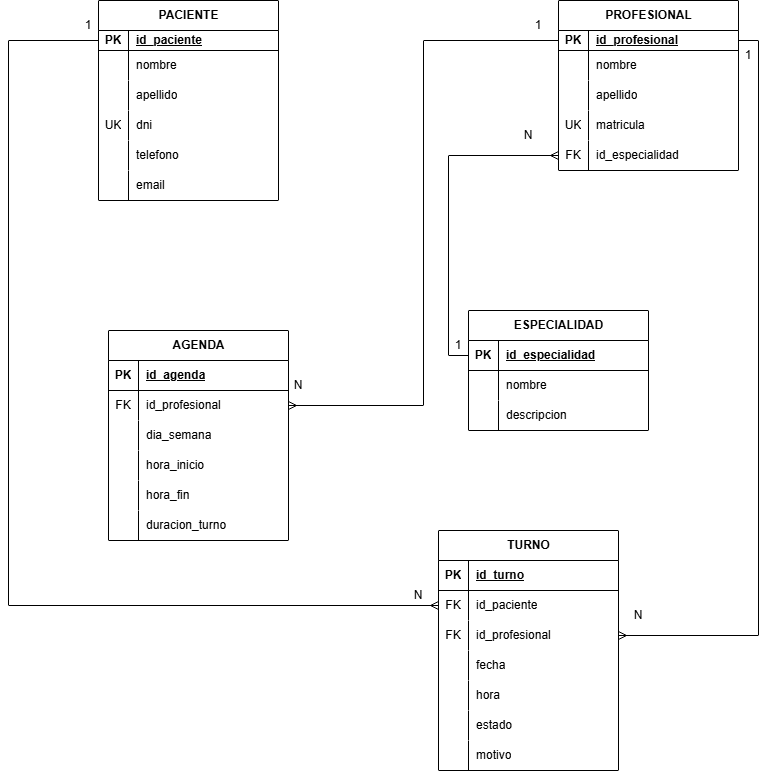 PACIENTE
1
PK id_paciente
nombre
apellido
UK dni
telefono
email
PROFESIONAL
1
PK id_profesional
1
nombre
apellido
UK matricula
N
FK id_especialidad
ESPECIALIDAD
1
PK id_especialidad
nombre
descripcion
AGENDA
PK id_agenda
N
FK id_profesional
dia_semana
hora_inicio
hora_fin
duracion_turno
TURNO
PK id_turno
N
FK id_paciente
N
FK id_profesional
fecha
hora
estado
motivo